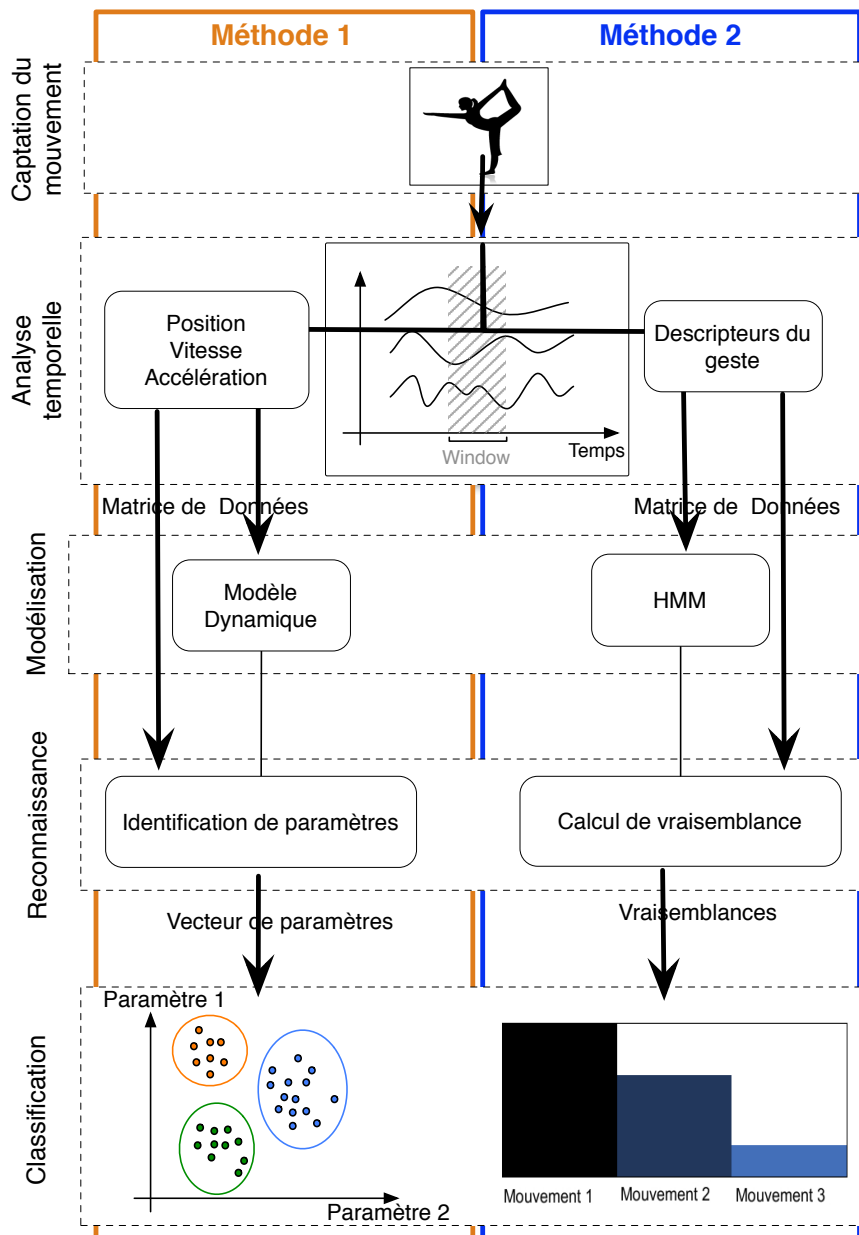 Méthode 1
Méthode 2
Captation du
mouvement
Analyse
temporelle
Position
Vitesse
Accélération
Descripteurs du
geste
Temps
Window
Matrice de Données
Matrice de Données
Modélisation
Modèle
Dynamique
HMM
Reconnaissance
Identification de paramètres
Calcul de vraisemblance
Vecteur de paramètres
Vraisemblances
Classification
Paramètre 1
Paramètre 2
Mouvement 1
Mouvement 2
Mouvement 3